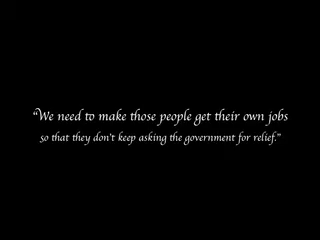 “We need to make those people get their own jobs
so that they don't keep asking the government for relief.”